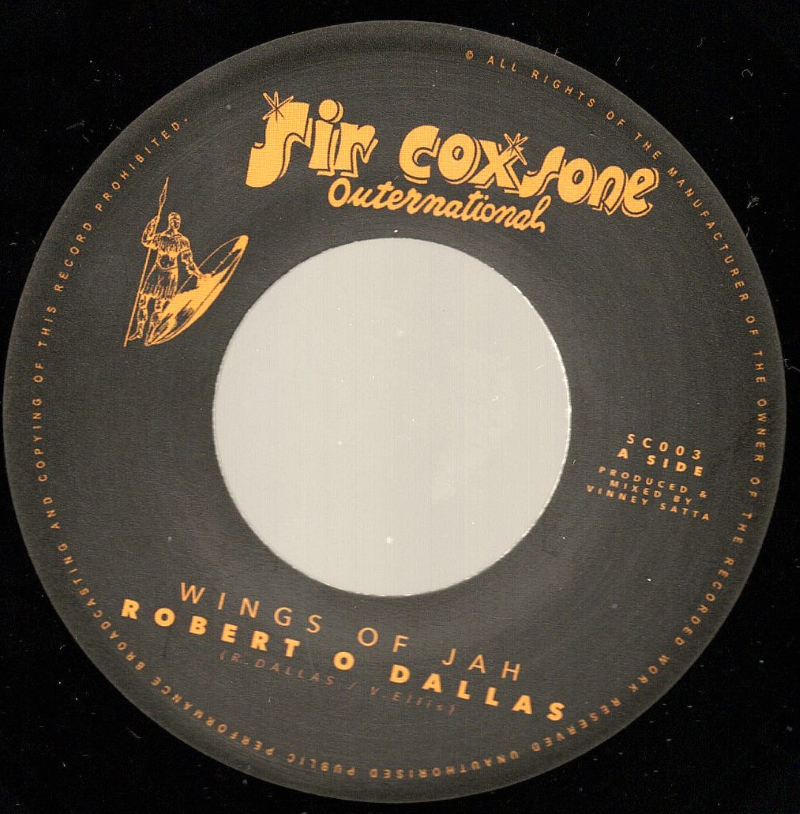 Sir Coxsone
Outernational
SC003
A SIDE
PRODUCED &
MIXED BY
VINNEY SATTA
WINGS OF JAH
ROBERT O DALLAS
(R. DALLAS / V. Ellis)
© ALL RIGHTS OF THE MANUFACTURER OF THE OWNER OF THE RECORDED WORK RESERVED UNAUTHORISED PUBLIC PERFORMANCE BROADCASTING AND COPYING OF THIS RECORD PROHIBITED.